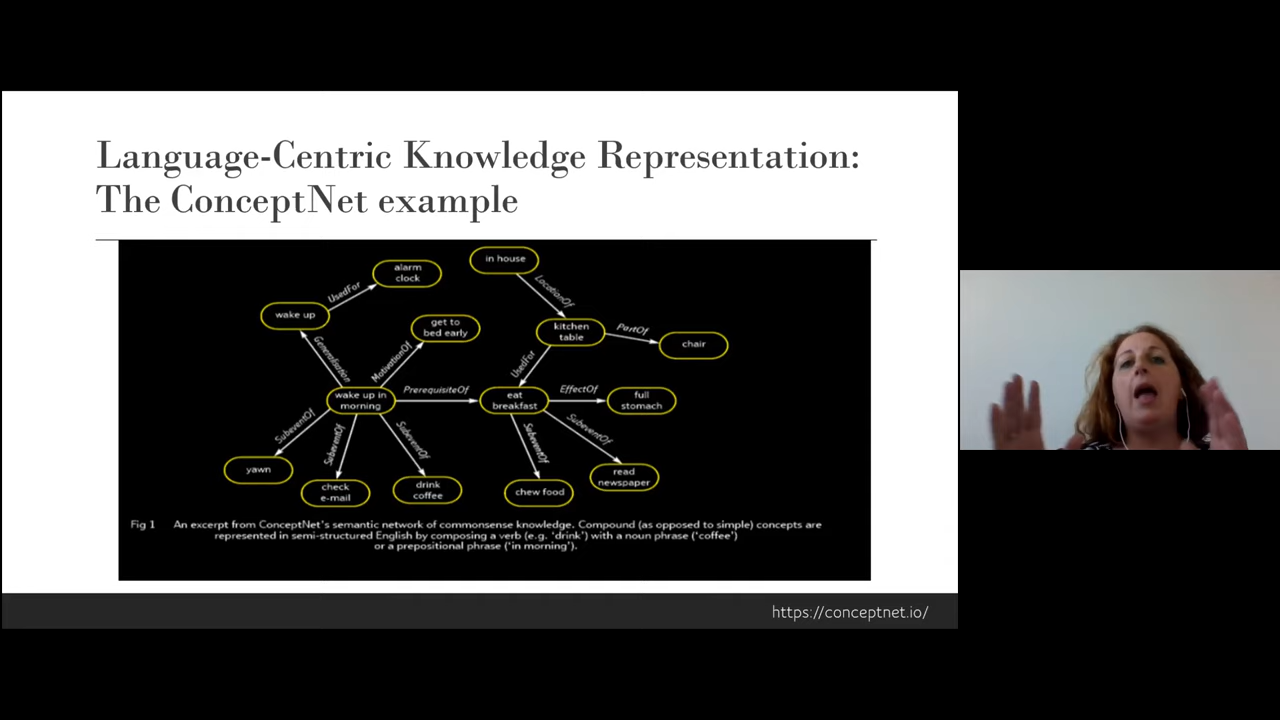 Language-Centric Knowledge Representation:
The ConceptNet example
in house
alarm
clock
LocationOf
UsedFor
wake up
get to
bed early
kitchen
table
PartOf
chair
Generalisation
MotivationOf
UsedFor
wake up in
morning
PrerequisiteOf
eat
breakfast
EffectOf
full
stomach
SubeventOf
SubeventOf
SubeventOf
SubeventOf
SubeventOf
yawn
check
e-mail
drink
coffee
chew food
read
newspaper
Fig 1 An excerpt from ConceptNet's semantic network of commonsense knowledge. Compound (as opposed to simple) concepts are
represented in semi-structured English by composing a verb (e.g. 'drink') with a noun phrase ('coffee')
or a prepositional phrase ('in morning').
https://conceptnet.io/